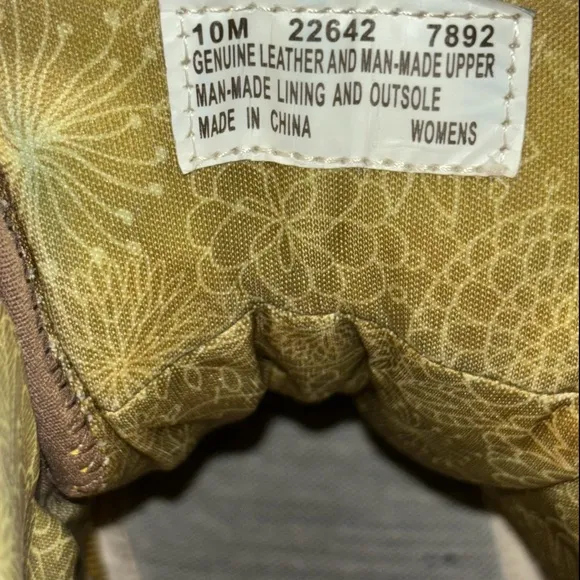 10M 22642 7892
GENUINE LEATHER AND MAN-MADE UPPER
MAN-MADE LINING AND OUTSOLE
MADE IN CHINA WOMENS